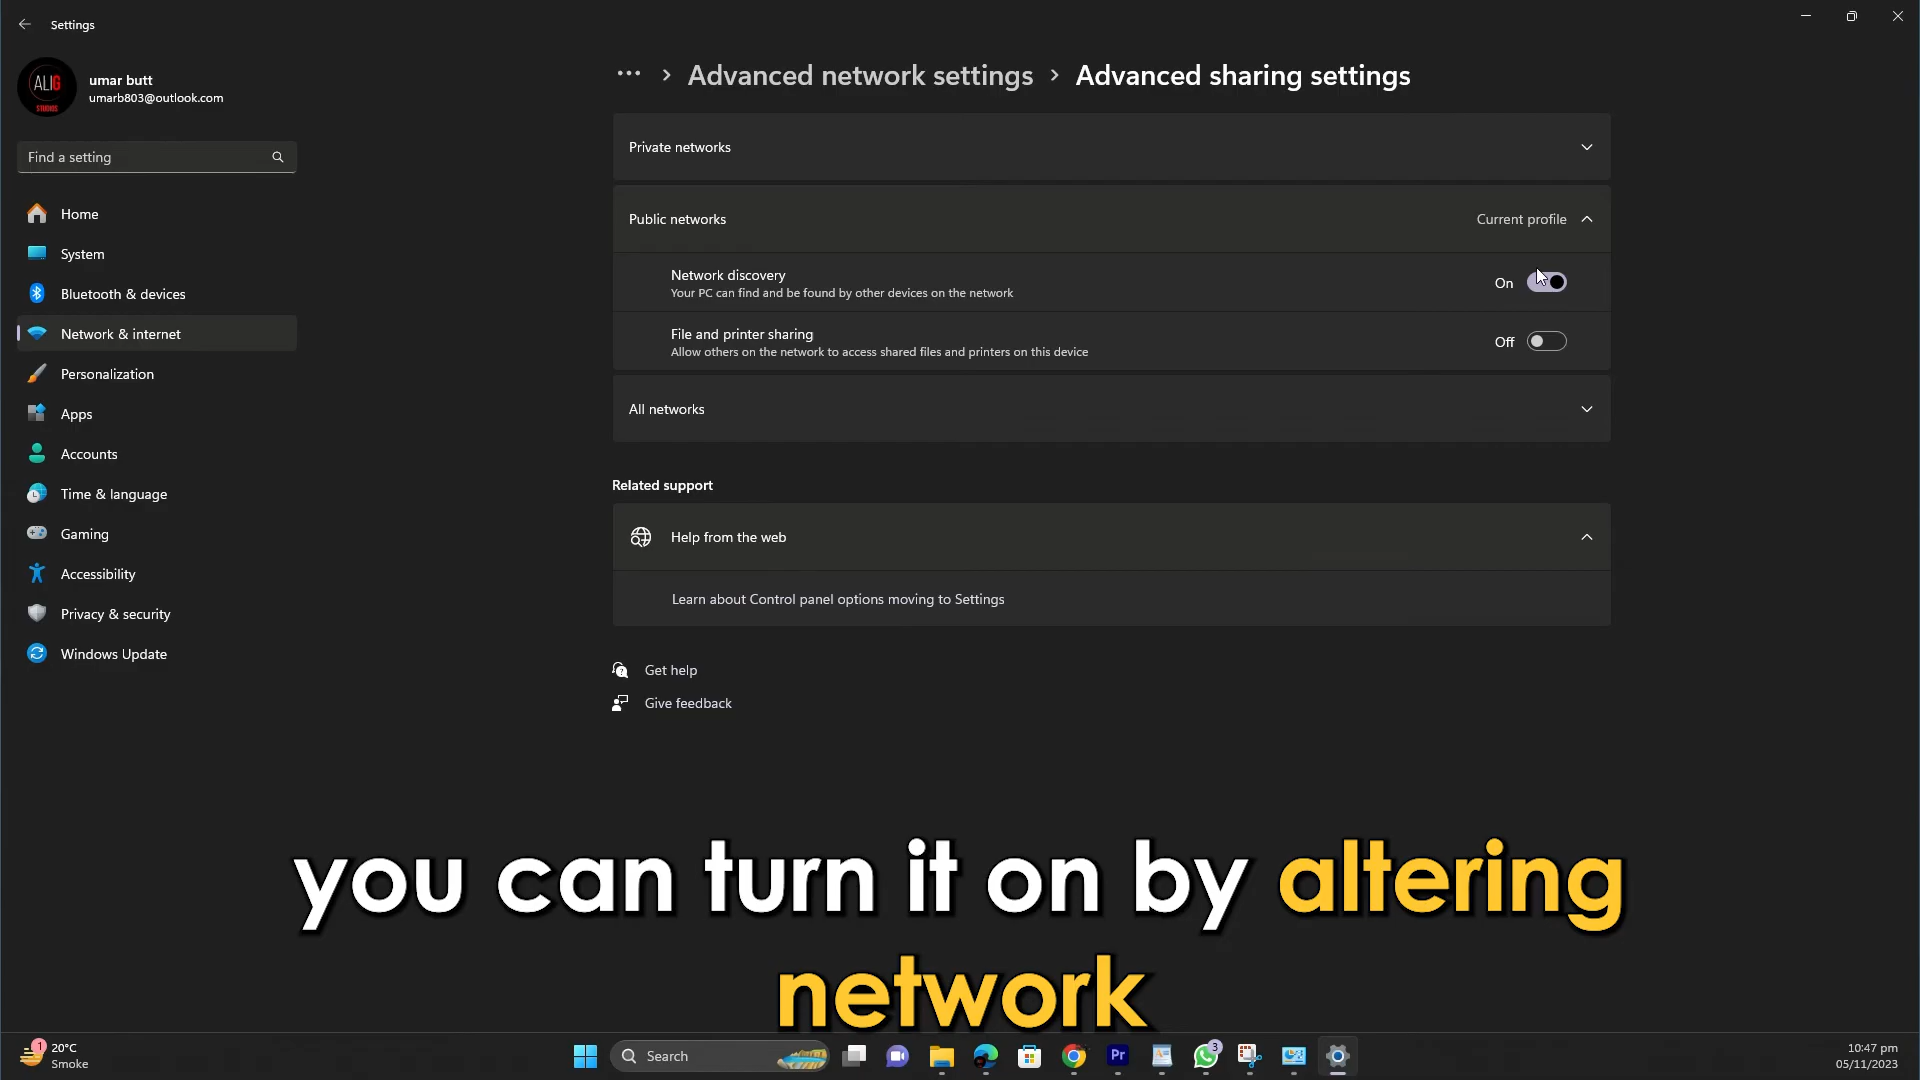 Settings
ALIG
STUDIOS
umar butt
umarb803@outlook.com
Find a setting
Home
System
Bluetooth & devices
Network & internet
Personalization
Apps
Accounts
Time & language
Gaming
Accessibility
Privacy & security
Windows Update
... > Advanced network settings > Advanced sharing settings
Private networks
Public networks Current profile
Network discovery
Your PC can find and be found by other devices on the network
On
File and printer sharing
Allow others on the network to access shared files and printers on this device
Off
All networks
Related support
Help from the web
Learn about Control panel options moving to Settings
Get help
Give feedback
you can turn it on by altering
network
1
20°C
Smoke
Search
Pr
3
10:47 pm
05/11/2023